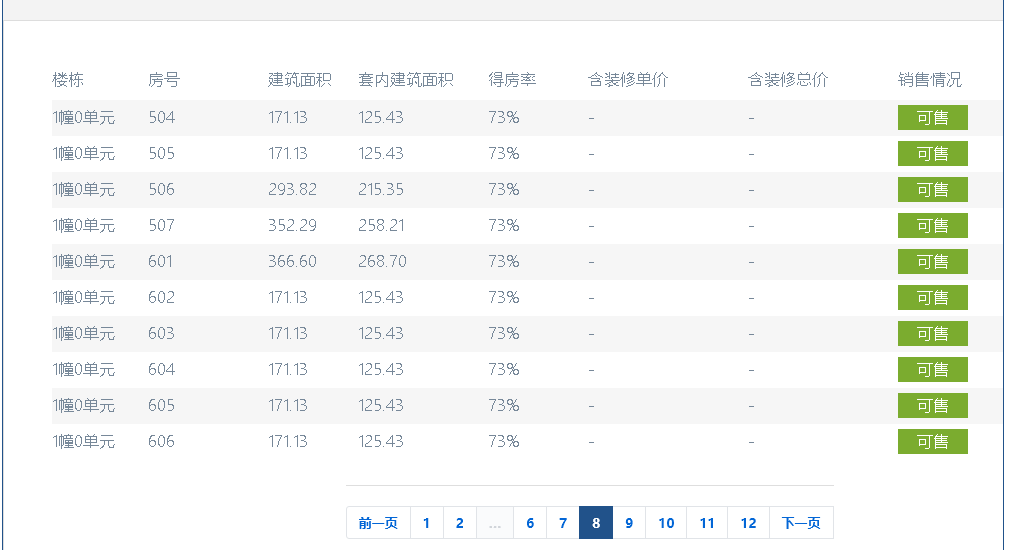 楼栋 房号 建筑面积 套内建筑面积 得房率 含装修单价 含装修总价 销售情况
1幢0单元 504 171.13 125.43 73% - - 可售
1幢0单元 505 171.13 125.43 73% - - 可售
1幢0单元 506 293.82 215.35 73% - - 可售
1幢0单元 507 352.29 258.21 73% - - 可售
1幢0单元 601 366.60 268.70 73% - - 可售
1幢0单元 602 171.13 125.43 73% - - 可售
1幢0单元 603 171.13 125.43 73% - - 可售
1幢0单元 604 171.13 125.43 73% - - 可售
1幢0单元 605 171.13 125.43 73% - - 可售
1幢0单元 606 171.13 125.43 73% - - 可售
前一页 1 2 ... 6 7 8 9 10 11 12 下一页